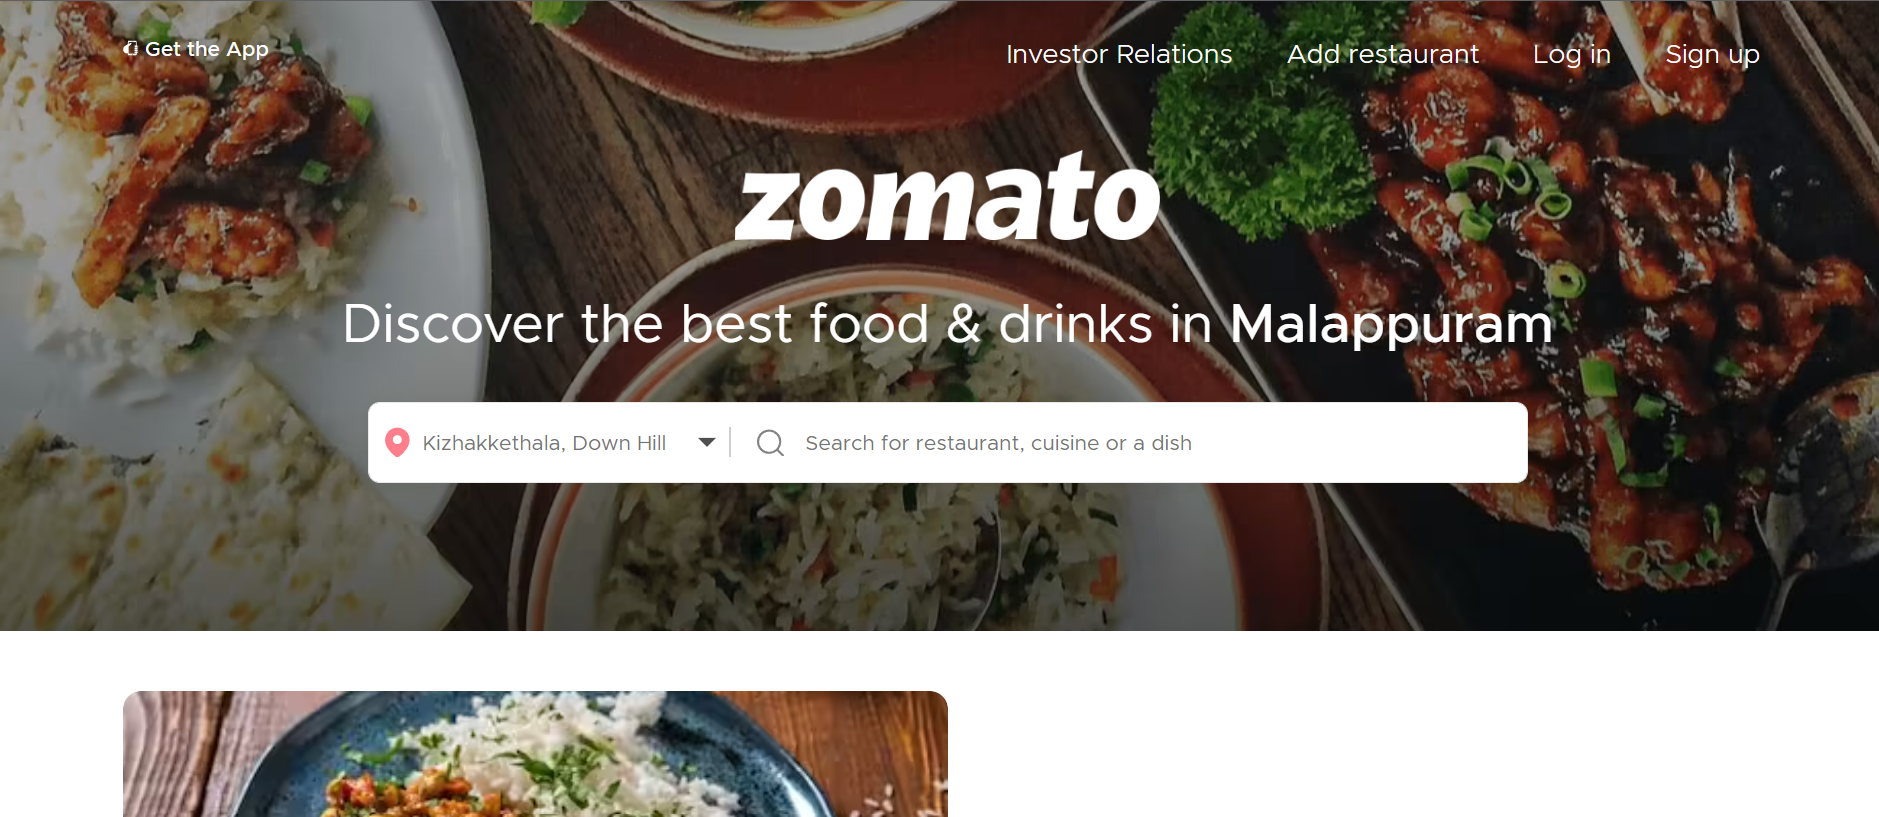 Get the App
Investor Relations
Add restaurant
Log in
Sign up
zomato
Discover the best food & drinks in Malappuram
Kizhakkethala, Down Hill
Search for restaurant, cuisine or a dish